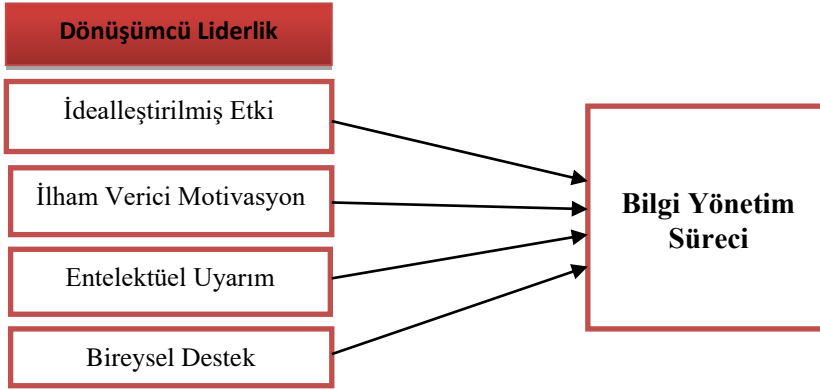 Dönüşümcü Liderlik
İdealleştirilmiş Etki
İlham Verici Motivasyon
Entelektüel Uyarım
Bireysel Destek
Bilgi Yönetim
Süreci